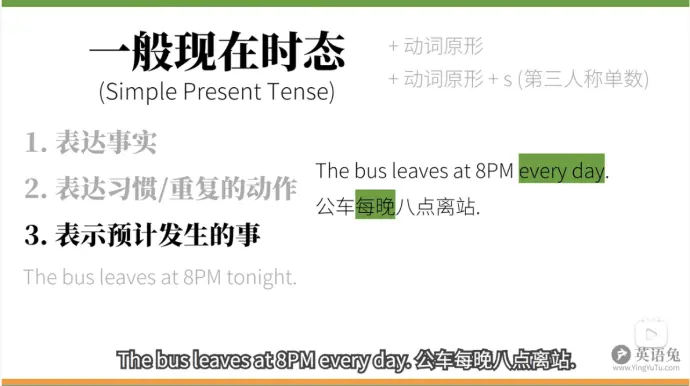 一般现在时态
(Simple Present Tense)
+ 动词原形
+ 动词原形 + s (第三人称单数)
1. 表达事实
2. 表达习惯/重复的动作
3. 表示预计发生的事
The bus leaves at 8PM tonight.
The bus leaves at 8PM every day.
公车每晚八点离站.
The bus leaves at 8PM every day. 公车每晚八点离站.
英语兔
www.YingYuTu.com